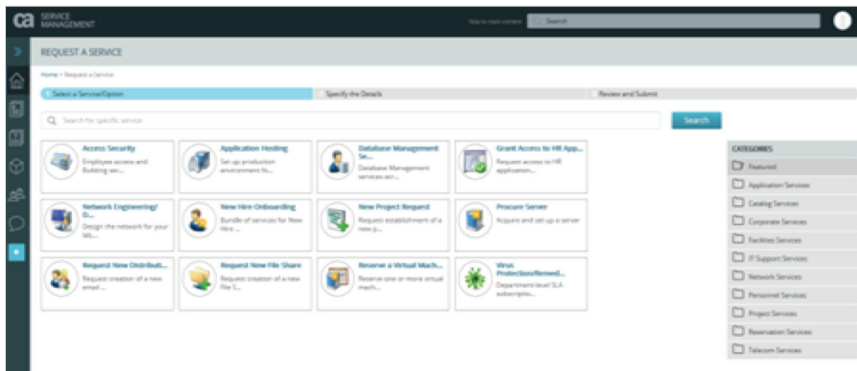 ca SERVICE
MANAGEMENT
Skip to main content
Search
REQUEST A SERVICE
Home > Request a Service
1 Select a Service/Option
Specify the Details
Review and Submit
Search for specific service
Search
Access Security
Employee access and
Building sec...
Application Hosting
Set up production
environment fo...
Database Management
Se...
Database Management
services acr...
Grant Access to HR App...
Request access to HR
application...
Network Engineering/
D...
Design the network for your
lab...
New Hire Onboarding
Bundle of services for New
Hire ...
New Project Request
Request establishment of a
new p...
Procure Server
Acquire and set up a server
Request New Distributi...
Request creation of a new
email ...
Request New File Share
Request creation of a new
File S...
Reserve a Virtual Mach...
Reserve one or more virtual
mach...
Virus
Protection/Remed...
Department-level SLA
subscriptio...
CATEGORIES
Featured
Application Services
Catalog Services
Corporate Services
Facilities Services
IT Support Services
Network Services
Personnel Services
Project Services
Reservation Services
Telecom Services